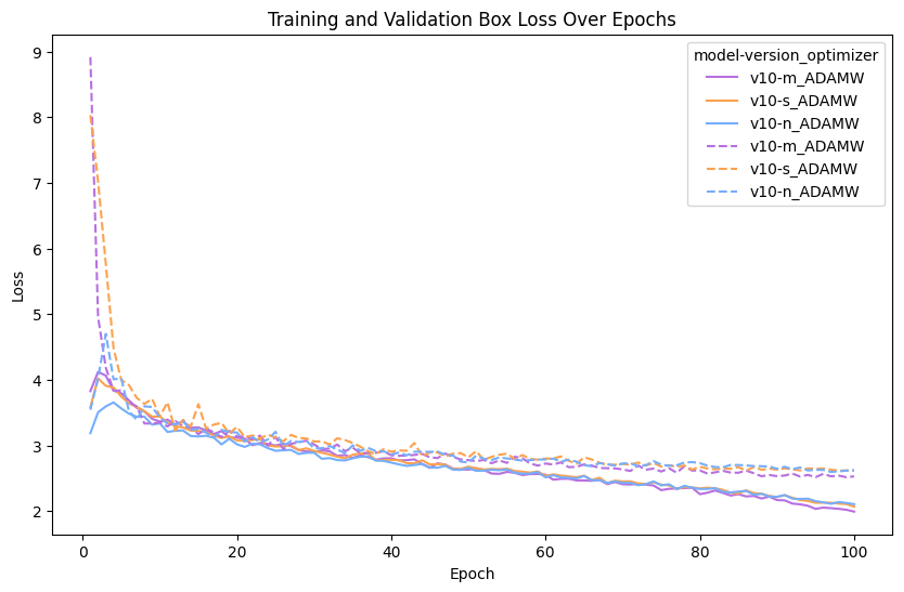 Training and Validation Box Loss Over Epochs
model-version_optimizer
v10-m_ADAMW
v10-s_ADAMW
v10-n_ADAMW
v10-m_ADAMW
v10-s_ADAMW
v10-n_ADAMW
Loss
9
8
7
6
5
4
3
2
0
20
40
60
80
100
Epoch